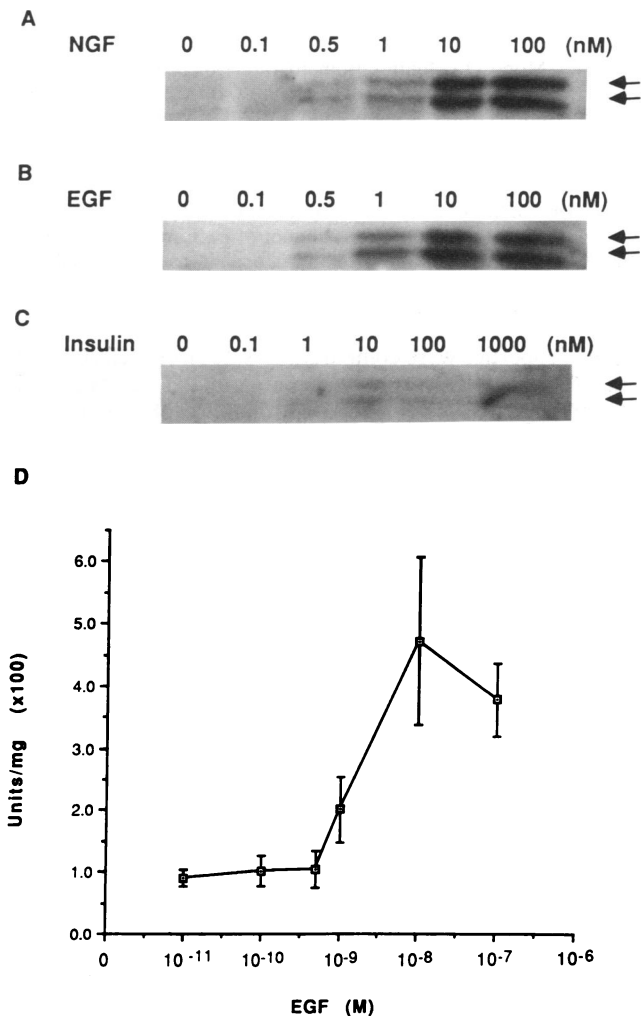 A
NGF 0 0.1 0.5 1 10 100 (nM)
B
EGF 0 0.1 0.5 1 10 100 (nM)
C
Insulin 0 0.1 1 10 100 1000 (nM)
D
Units/mg (x100)
6.0
5.0
4.0
3.0
2.0
1.0
0.0
0 10-11 10-10 10-9 10-8 10-7 10-6
EGF (M)